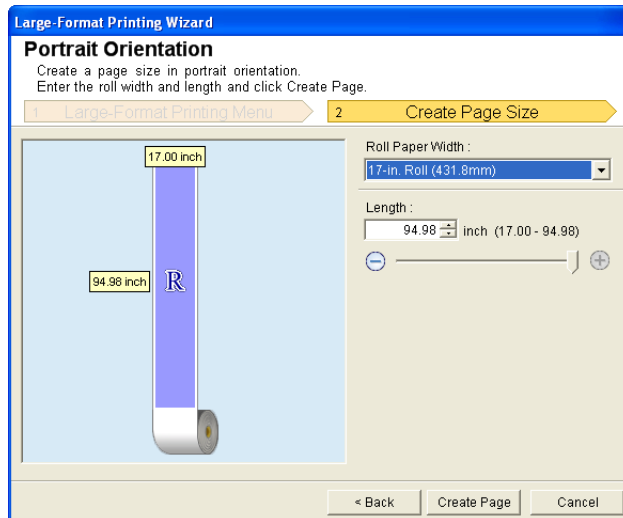 Large-Format Printing Wizard
Portrait Orientation
Create a page size in portrait orientation.
Enter the roll width and length and click Create Page.
1 Large-Format Printing Menu
2 Create Page Size
17.00 inch
94.98 inch
R
Roll Paper Width :
17-in. Roll (431.8mm)
Length :
94.98 inch (17.00 - 94.98)
< Back
Create Page
Cancel